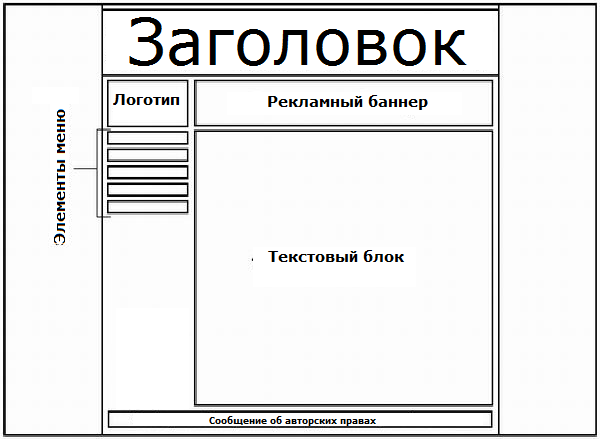 Заголовок
Логотип
Рекламный баннер
Элементы меню
Текстовый блок
Сообщение об авторских правах